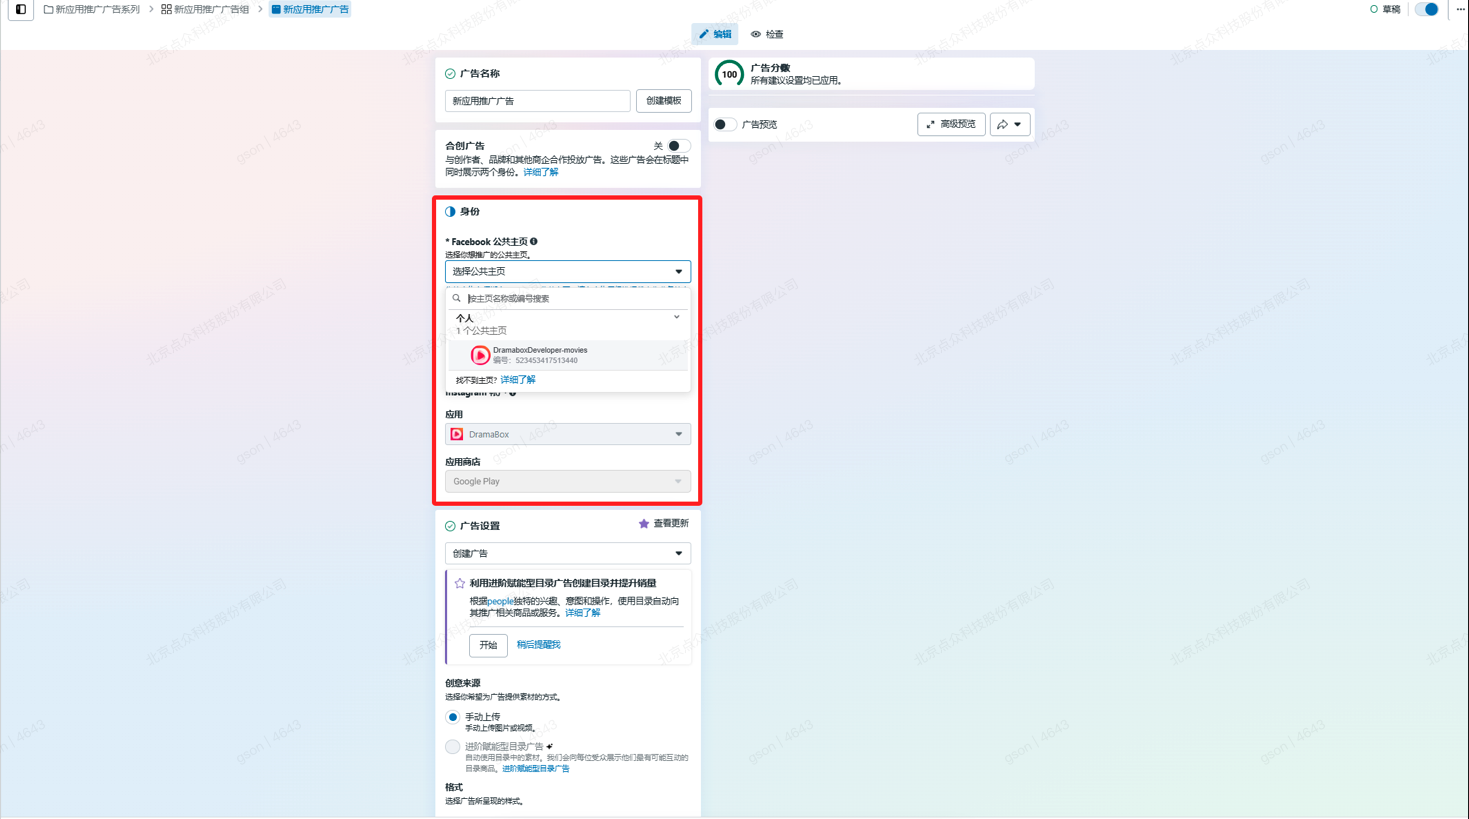 新应用推广广告系列
新应用推广广告组
新应用推广广告
草稿
编辑
检查
广告名称
新应用推广广告
创建模板
100
广告分数
所有建议设置均已应用。
广告预览
高级预览
合创广告
关
与创作者、品牌和其他商企合作投放广告。这些广告会在标题中
同时展示两个身份。详细了解
身份
* Facebook 公共主页
选择你想推广的公共主页。
选择公共主页
按主页名称或编号搜索
个人
1 个公共主页
DramaboxDeveloper-movies
编号：523453417513440
找不到主页？详细了解
应用
DramaBox
应用商店
Google Play
广告设置
查看更新
创建广告
利用进阶赋能型目录广告创建目录并提升销量
根据people独特的兴趣、意图和操作，使用目录自动向
其推广相关商品或服务。详细了解
开始
稍后提醒我
创意来源
选择你希望为广告提供素材的方式。
手动上传
手动上传图片或视频。
进阶赋能型目录广告
自动使用目录中的素材。我们会向每位受众展示他们最有可能互动的
目录商品。进阶赋能型目录广告
格式
选择广告所呈现的样式。
北京点众科技股份有限公司
gson | 4643